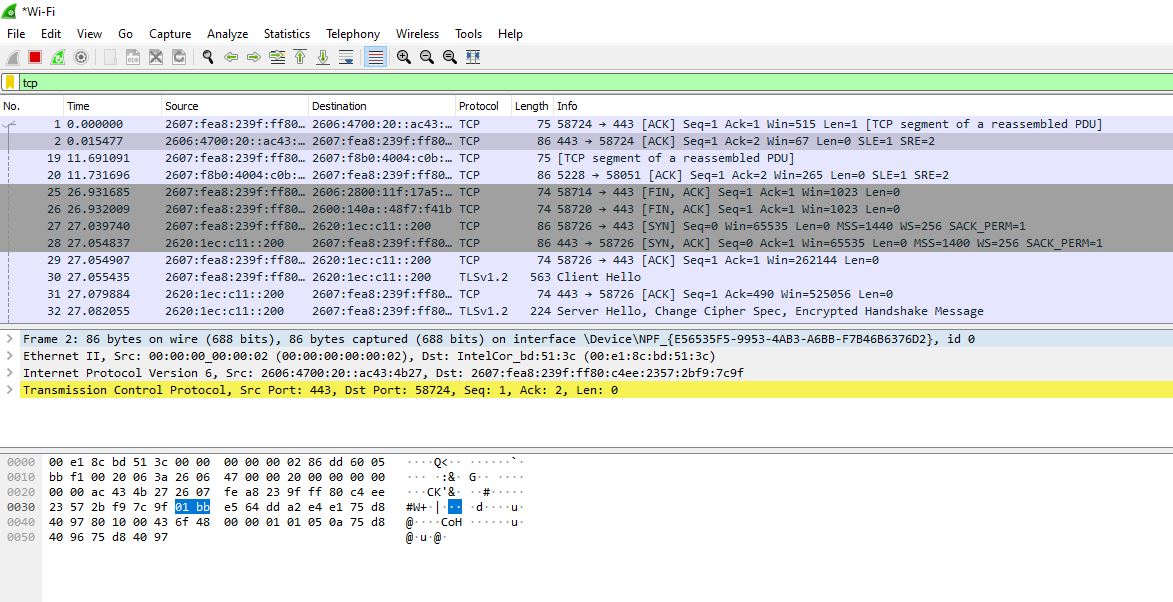 *Wi-Fi
File Edit View Go Capture Analyze Statistics Telephony Wireless Tools Help
tcp
No. Time Source Destination Protocol Length Info
1 0.000000 2607:fea8:239f:ff80… 2606:4700:20::ac43:… TCP 75 58724 → 443 [ACK] Seq=1 Ack=1 Win=515 Len=1 [TCP segment of a reassembled PDU]
2 0.015477 2606:4700:20::ac43:… 2607:fea8:239f:ff80… TCP 86 443 → 58724 [ACK] Seq=1 Ack=2 Win=67 Len=0 SLE=1 SRE=2
19 11.691091 2607:fea8:239f:ff80… 2607:f8b0:4004:c0b:… TCP 75 [TCP segment of a reassembled PDU]
20 11.731696 2607:f8b0:4004:c0b:… 2607:fea8:239f:ff80… TCP 86 5228 → 58051 [ACK] Seq=1 Ack=2 Win=265 Len=0 SLE=1 SRE=2
25 26.931685 2607:fea8:239f:ff80… 2606:2800:11f:17a5:… TCP 74 58714 → 443 [FIN, ACK] Seq=1 Ack=1 Win=1023 Len=0
26 26.932009 2607:fea8:239f:ff80… 2600:140a::48f7:f41b TCP 74 58720 → 443 [FIN, ACK] Seq=1 Ack=1 Win=1023 Len=0
27 27.039740 2607:fea8:239f:ff80… 2620:1ec:c11::200 TCP 86 58726 → 443 [SYN] Seq=0 Win=65535 Len=0 MSS=1440 WS=256 SACK_PERM=1
28 27.054837 2620:1ec:c11::200 2607:fea8:239f:ff80… TCP 86 443 → 58726 [SYN, ACK] Seq=0 Ack=1 Win=65535 Len=0 MSS=1400 WS=256 SACK_PERM=1
29 27.054907 2607:fea8:239f:ff80… 2620:1ec:c11::200 TCP 74 58726 → 443 [ACK] Seq=1 Ack=1 Win=262144 Len=0
30 27.055435 2607:fea8:239f:ff80… 2620:1ec:c11::200 TLSv1.2 563 Client Hello
31 27.079884 2620:1ec:c11::200 2607:fea8:239f:ff80… TCP 74 443 → 58726 [ACK] Seq=1 Ack=490 Win=525056 Len=0
32 27.082055 2620:1ec:c11::200 2607:fea8:239f:ff80… TLSv1.2 224 Server Hello, Change Cipher Spec, Encrypted Handshake Message
Frame 2: 86 bytes on wire (688 bits), 86 bytes captured (688 bits) on interface \Device\NPF_{E56535F5-9953-4AB3-A6BB-F7B46B6376D2}, id 0
Ethernet II, Src: 00:00:00_00:00:02 (00:00:00:00:00:02), Dst: IntelCor_bd:51:3c (00:e1:8c:bd:51:3c)
Internet Protocol Version 6, Src: 2606:4700:20::ac43:4b27, Dst: 2607:fea8:239f:ff80:c4ee:2357:2bf9:7c9f
Transmission Control Protocol, Src Port: 443, Dst Port: 58724, Seq: 1, Ack: 2, Len: 0
0000 00 e1 8c bd 51 3c 00 00 00 00 00 02 86 dd 60 05 ····Q<·· ······`·
0010 bb f1 00 20 06 3a 26 06 47 00 00 20 00 00 00 00 ··· ·:&· G·· ····
0020 00 00 ac 43 4b 27 26 07 fe a8 23 9f ff 80 c4 ee ···CK'&· ··#·····
0030 23 57 2b f9 7c 9f 01 bb e5 64 dd a2 e4 e1 75 d8 #W+·|··· ·d····u·
0040 40 97 80 10 00 43 6f 48 00 00 01 01 05 0a 75 d8 @····CoH ······u·
0050 40 96 75 d8 40 97 @·u·@·